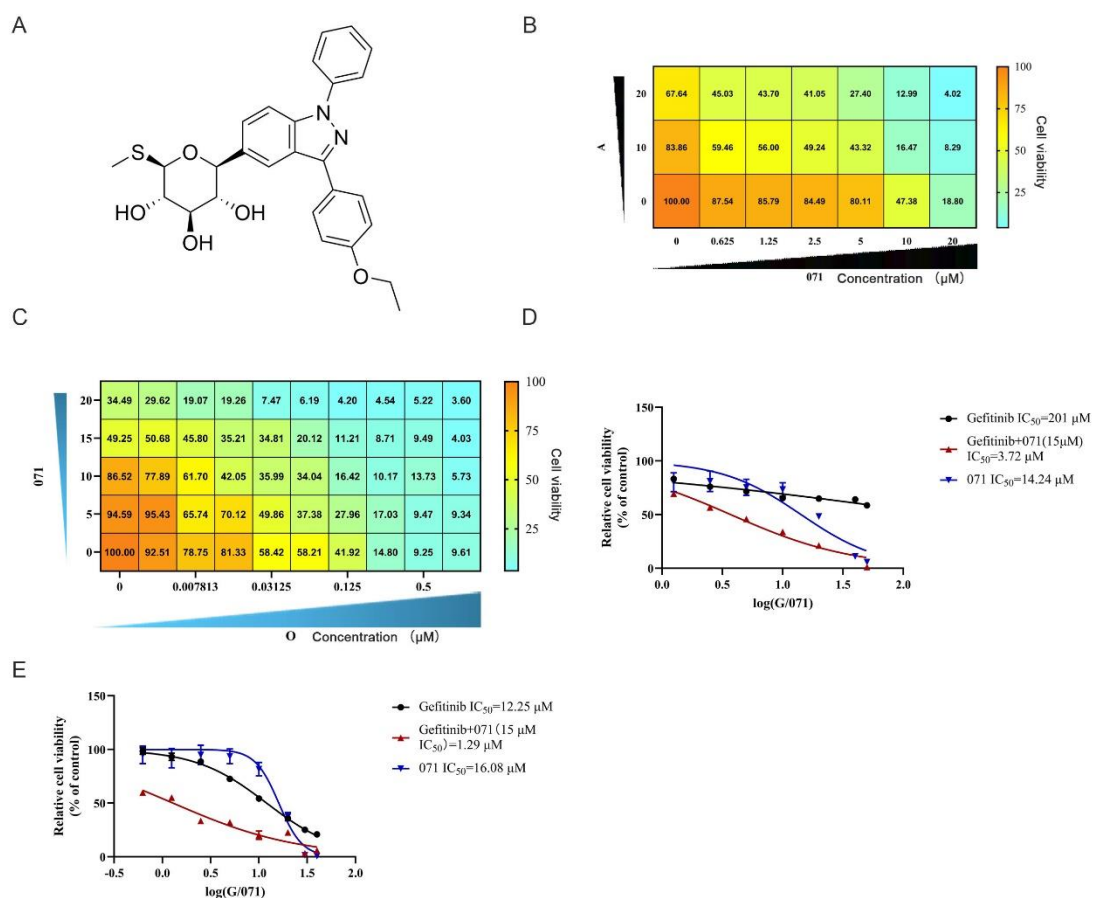 A
N
N
S
O
HO
OH
OH
O
B
20 67.64 45.03 43.70 41.05 27.40 12.99 4.02
A 10 83.86 59.46 56.00 49.24 43.32 16.47 8.29
0 100.00 87.54 85.79 84.49 80.11 47.38 18.80
0 0.625 1.25 2.5 5 10 20
071 Concentration （μM）
100
75
50
25
Cell viability
C
20 34.49 29.62 19.07 19.26 7.47 6.19 4.20 4.54 5.22 3.60
15 49.25 50.68 45.80 35.21 34.81 20.12 11.21 8.71 9.49 4.03
071 10 86.52 77.89 61.70 42.05 35.99 34.04 16.42 10.17 13.73 5.73
5 94.59 95.43 65.74 70.12 49.86 37.38 27.96 17.03 9.47 9.34
0 100.00 92.51 78.75 81.33 58.42 58.21 41.92 14.80 9.25 9.61
0 0.007813 0.03125 0.125 0.5
O Concentration （μM）
100
75
50
25
Cell viability
D
Relative cell viability
(% of control)
150
100
50
0
0.0 0.5 1.0 1.5 2.0
log(G/071)
Gefitinib IC50=201 μM
Gefitinib+071(15μM)
IC50=3.72 μM
071 IC50=14.24 μM
E
Relative cell viability
(% of control)
150
100
50
0
-0.5 0.0 0.5 1.0 1.5 2.0
log(G/071)
Gefitinib IC50=12.25 μM
Gefitinib+071（15 μM
IC50）=1.29 μM
071 IC50=16.08 μM